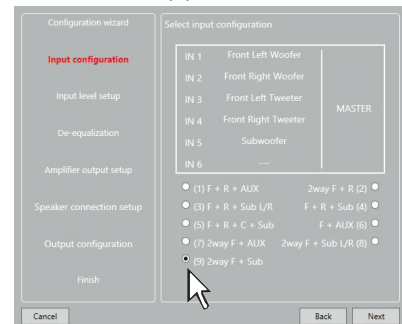 Configuration wizard
Input configuration
Input level setup
De-equalization
Amplifier output setup
Speaker connection setup
Output configuration
Finish
Select input configuration
IN 1 Front Left Woofer
IN 2 Front Right Woofer
IN 3 Front Left Tweeter
IN 4 Front Right Tweeter
IN 5 Subwoofer
IN 6 ---
MASTER
(1) F + R + AUX 2way F + R (2)
(3) F + R + Sub L/R F + R + Sub (4)
(5) F + R + C + Sub F + AUX (6)
(7) 2way F + AUX 2way F + Sub L/R (8)
(9) 2way F + Sub
Cancel Back Next